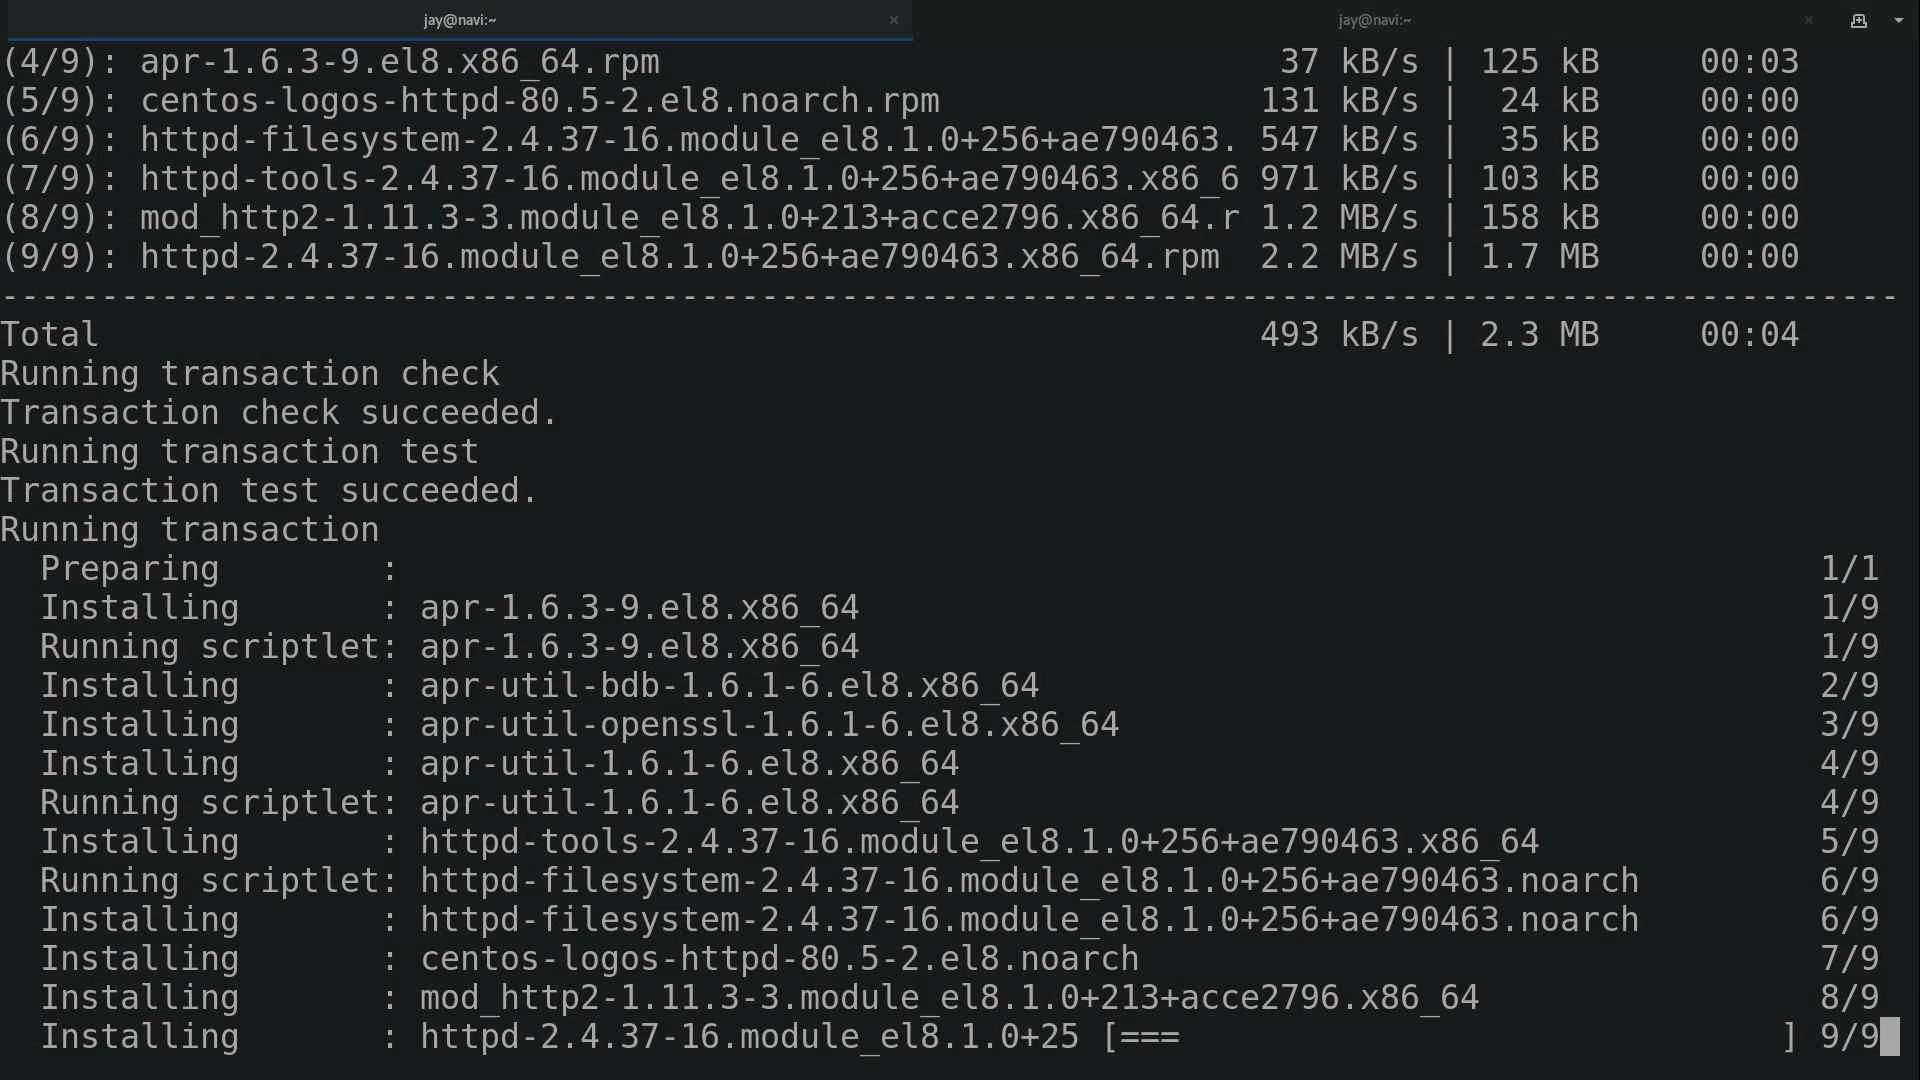 jay@navi:~ × jay@navi:~ ×
(4/9): apr-1.6.3-9.el8.x86_64.rpm 37 kB/s | 125 kB 00:03
(5/9): centos-logos-httpd-80.5-2.el8.noarch.rpm 131 kB/s | 24 kB 00:00
(6/9): httpd-filesystem-2.4.37-16.module_el8.1.0+256+ae790463. 547 kB/s | 35 kB 00:00
(7/9): httpd-tools-2.4.37-16.module_el8.1.0+256+ae790463.x86_6 971 kB/s | 103 kB 00:00
(8/9): mod_http2-1.11.3-3.module_el8.1.0+213+acce2796.x86_64.r 1.2 MB/s | 158 kB 00:00
(9/9): httpd-2.4.37-16.module_el8.1.0+256+ae790463.x86_64.rpm 2.2 MB/s | 1.7 MB 00:00
-----------------------------------------------------------------------------------------------
Total 493 kB/s | 2.3 MB 00:04
Running transaction check
Transaction check succeeded.
Running transaction test
Transaction test succeeded.
Running transaction
Preparing : 1/1
Installing : apr-1.6.3-9.el8.x86_64 1/9
Running scriptlet: apr-1.6.3-9.el8.x86_64 1/9
Installing : apr-util-bdb-1.6.1-6.el8.x86_64 2/9
Installing : apr-util-openssl-1.6.1-6.el8.x86_64 3/9
Installing : apr-util-1.6.1-6.el8.x86_64 4/9
Running scriptlet: apr-util-1.6.1-6.el8.x86_64 4/9
Installing : httpd-tools-2.4.37-16.module_el8.1.0+256+ae790463.x86_64 5/9
Running scriptlet: httpd-filesystem-2.4.37-16.module_el8.1.0+256+ae790463.noarch 6/9
Installing : httpd-filesystem-2.4.37-16.module_el8.1.0+256+ae790463.noarch 6/9
Installing : centos-logos-httpd-80.5-2.el8.noarch 7/9
Installing : mod_http2-1.11.3-3.module_el8.1.0+213+acce2796.x86_64 8/9
Installing : httpd-2.4.37-16.module_el8.1.0+25 [=== ] 9/9